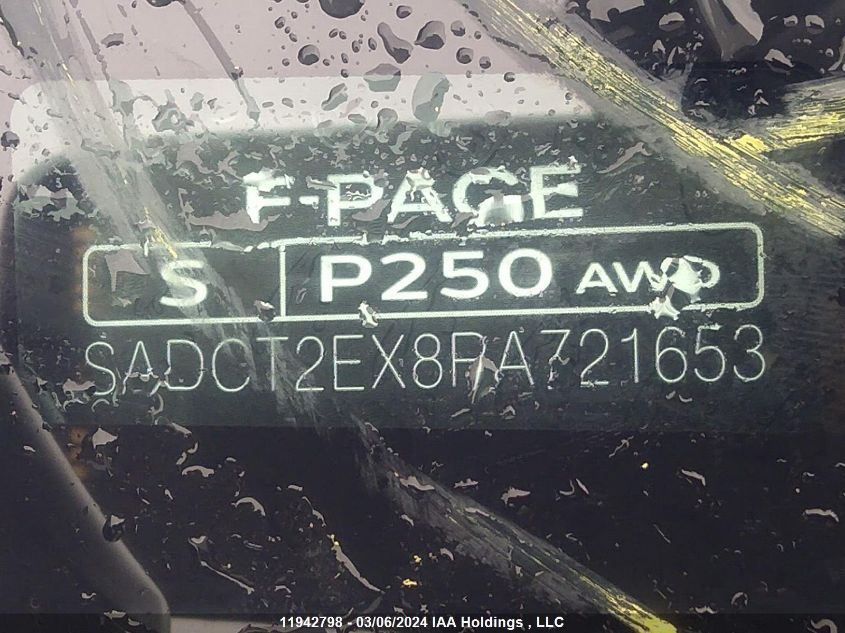 F-PACE
S P250 AWD
SADCT2EX8RA721653
11942798 - 03/06/2024 IAA Holdings , LLC